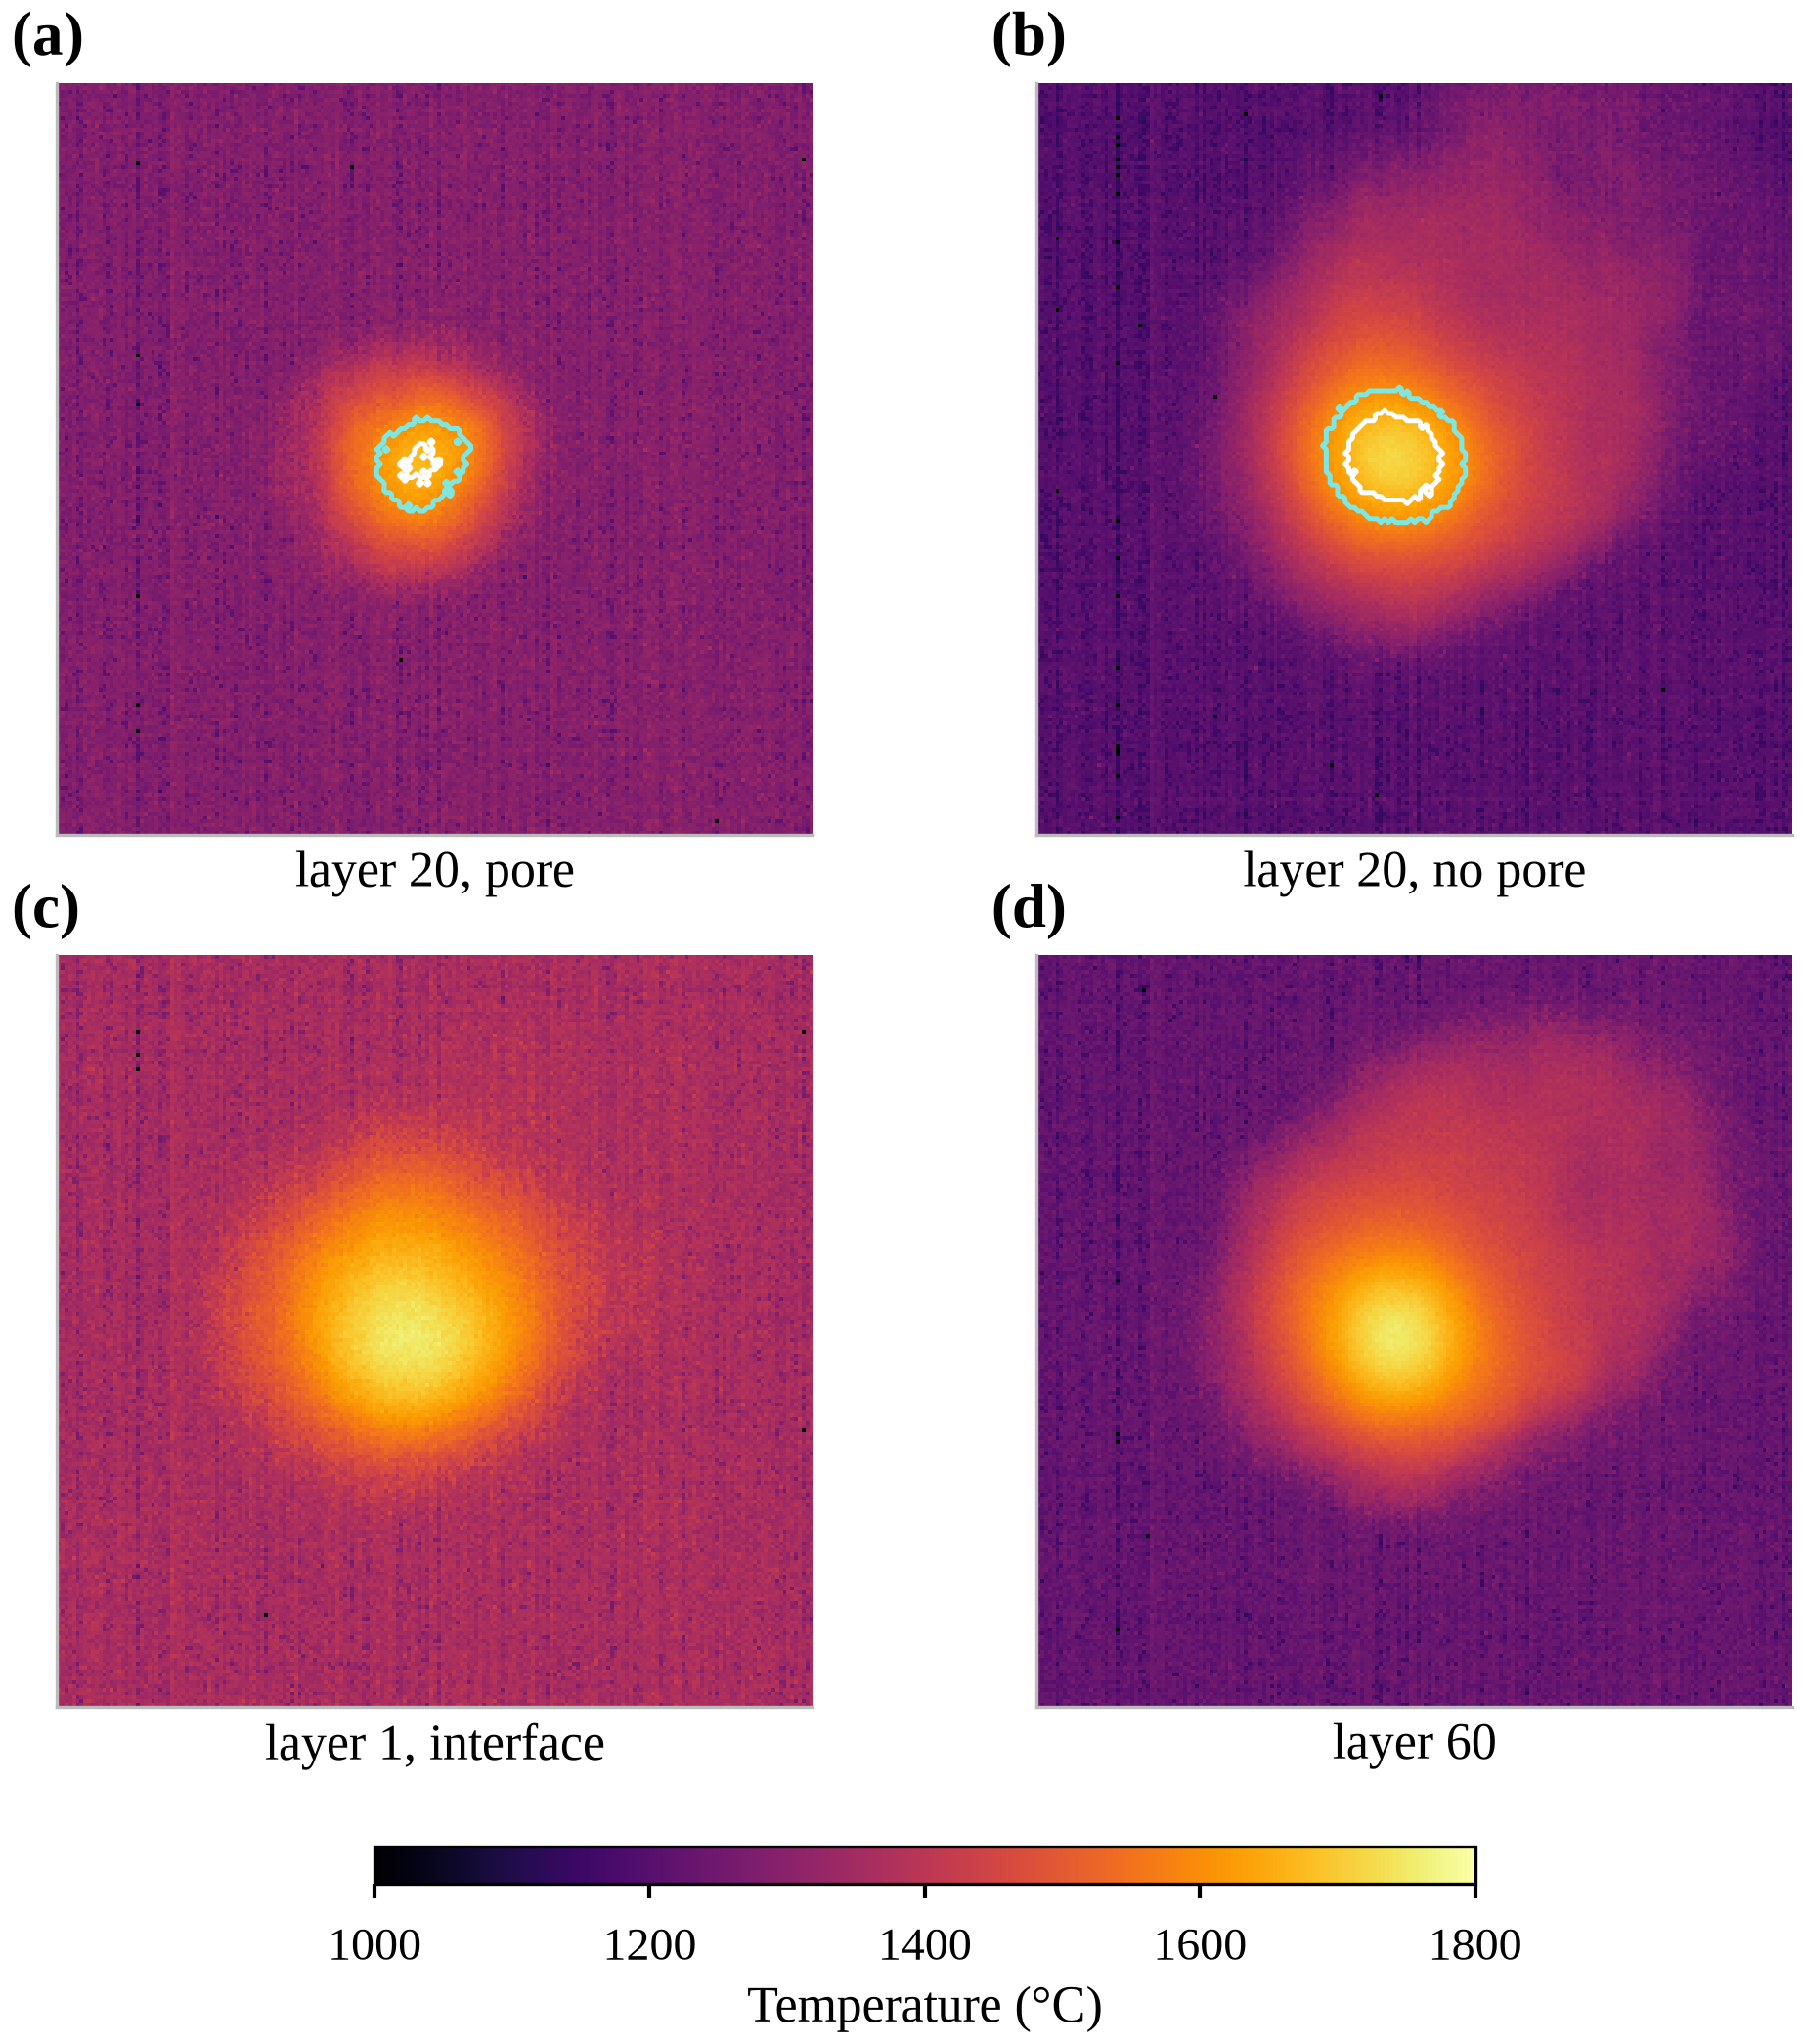 (a)
(b)
layer 20, pore
layer 20, no pore
(c)
(d)
layer 1, interface
layer 60
1000 1200 1400 1600 1800
Temperature (°C)